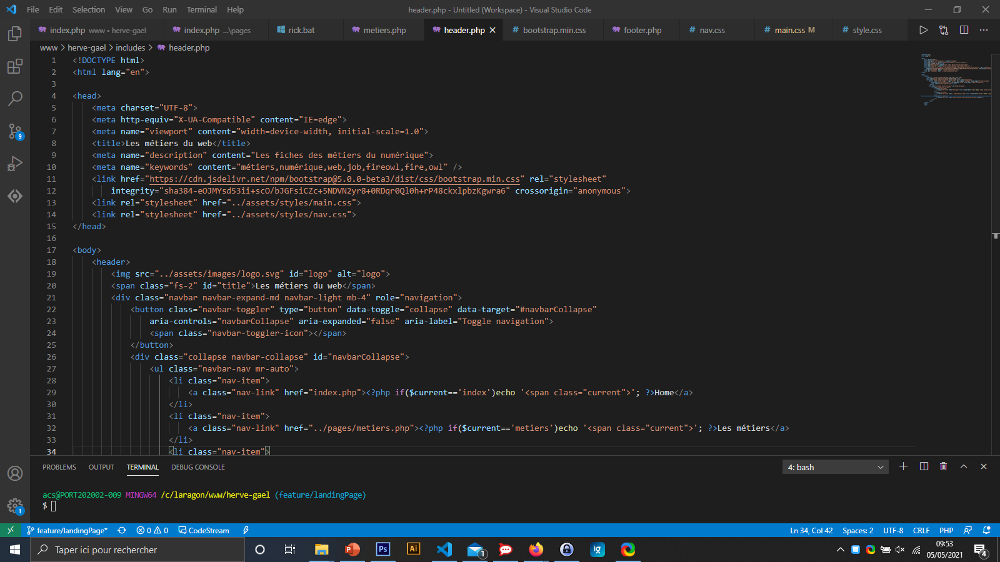 File Edit Selection View Go Run Terminal Help header.php - Untitled (Workspace) - Visual Studio Code
index.php www • herve-gael index.php ...\pages rick.bat metiers.php header.php # bootstrap.min.css footer.php # nav.css # main.css M # style.css
www > herve-gael > includes > header.php
1 <!DOCTYPE html>
2 <html lang="en">
3
4 <head>
5 <meta charset="UTF-8">
6 <meta http-equiv="X-UA-Compatible" content="IE=edge">
7 <meta name="viewport" content="width=device-width, initial-scale=1.0">
8 <title>Les métiers du web</title>
9 <meta name="description" content="Les fiches des métiers du numérique">
10 <meta name="keywords" content="métiers,numérique,web,job,fireowl,fire,owl" />
11 <link href="https://cdn.jsdelivr.net/npm/bootstrap@5.0.0-beta3/dist/css/bootstrap.min.css" rel="stylesheet"
12 integrity="sha384-eOJMYsd53ii+scO/bJGFsiCZc+5NDVN2yr8+0RDqr0Ql0h+rP48ckxlpbzKgwra6" crossorigin="anonymous">
13 <link rel="stylesheet" href="../assets/styles/main.css">
14 <link rel="stylesheet" href="../assets/styles/nav.css">
15 </head>
16
17 <body>
18 <header>
19 <img src="../assets/images/logo.svg" id="logo" alt="logo">
20 <span class="fs-2" id="title">Les métiers du web</span>
21 <div class="navbar navbar-expand-md navbar-light mb-4" role="navigation">
22 <button class="navbar-toggler" type="button" data-toggle="collapse" data-target="#navbarCollapse"
23 aria-controls="navbarCollapse" aria-expanded="false" aria-label="Toggle navigation">
24 <span class="navbar-toggler-icon"></span>
25 </button>
26 <div class="collapse navbar-collapse" id="navbarCollapse">
27 <ul class="navbar-nav mr-auto">
28 <li class="nav-item">
29 <a class="nav-link" href="index.php"><?php if($current=='index')echo '<span class="current">'; ?>Home</a>
30 </li>
31 <li class="nav-item">
32 <a class="nav-link" href="../pages/metiers.php"><?php if($current=='metiers')echo '<span class="current">'; ?>Les métiers</a>
33 </li>
34 <li class="nav-item">
PROBLEMS OUTPUT TERMINAL DEBUG CONSOLE 4: bash
acs@PORT202002-009 MINGW64 /c/laragon/www/herve-gael (feature/landingPage)
$
feature/landingPage* 0 0 CodeStream Ln 34, Col 42 Spaces: 2 UTF-8 CRLF PHP
Taper ici pour rechercher 09:53
05/05/2021
9
1
Ps
Ai
1
ig
4